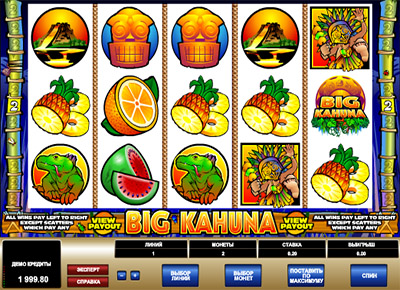 BIG
KAHUNA
2
2
ALL WINS PAY LEFT TO RIGHT
EXCEPT SCATTERS
WHICH PAY ANY
VIEW
PAYOUT
BIG KAHUNA
VIEW
PAYOUT
ALL WINS PAY LEFT TO RIGHT
EXCEPT SCATTERS
WHICH PAY ANY
ЛИНИЙ
МОНЕТЫ
СТАВКА
ВЫИГРЫШ
1
2
0,20
0,00
ДЕМО КРЕДИТЫ
1 999.80
ЭКСПЕРТ
СПРАВКА
ВЫБОР
ЛИНИЙ
ВЫБОР
МОНЕТ
ПОСТАВИТЬ
ПО
МАКСИМУМУ
СПИН